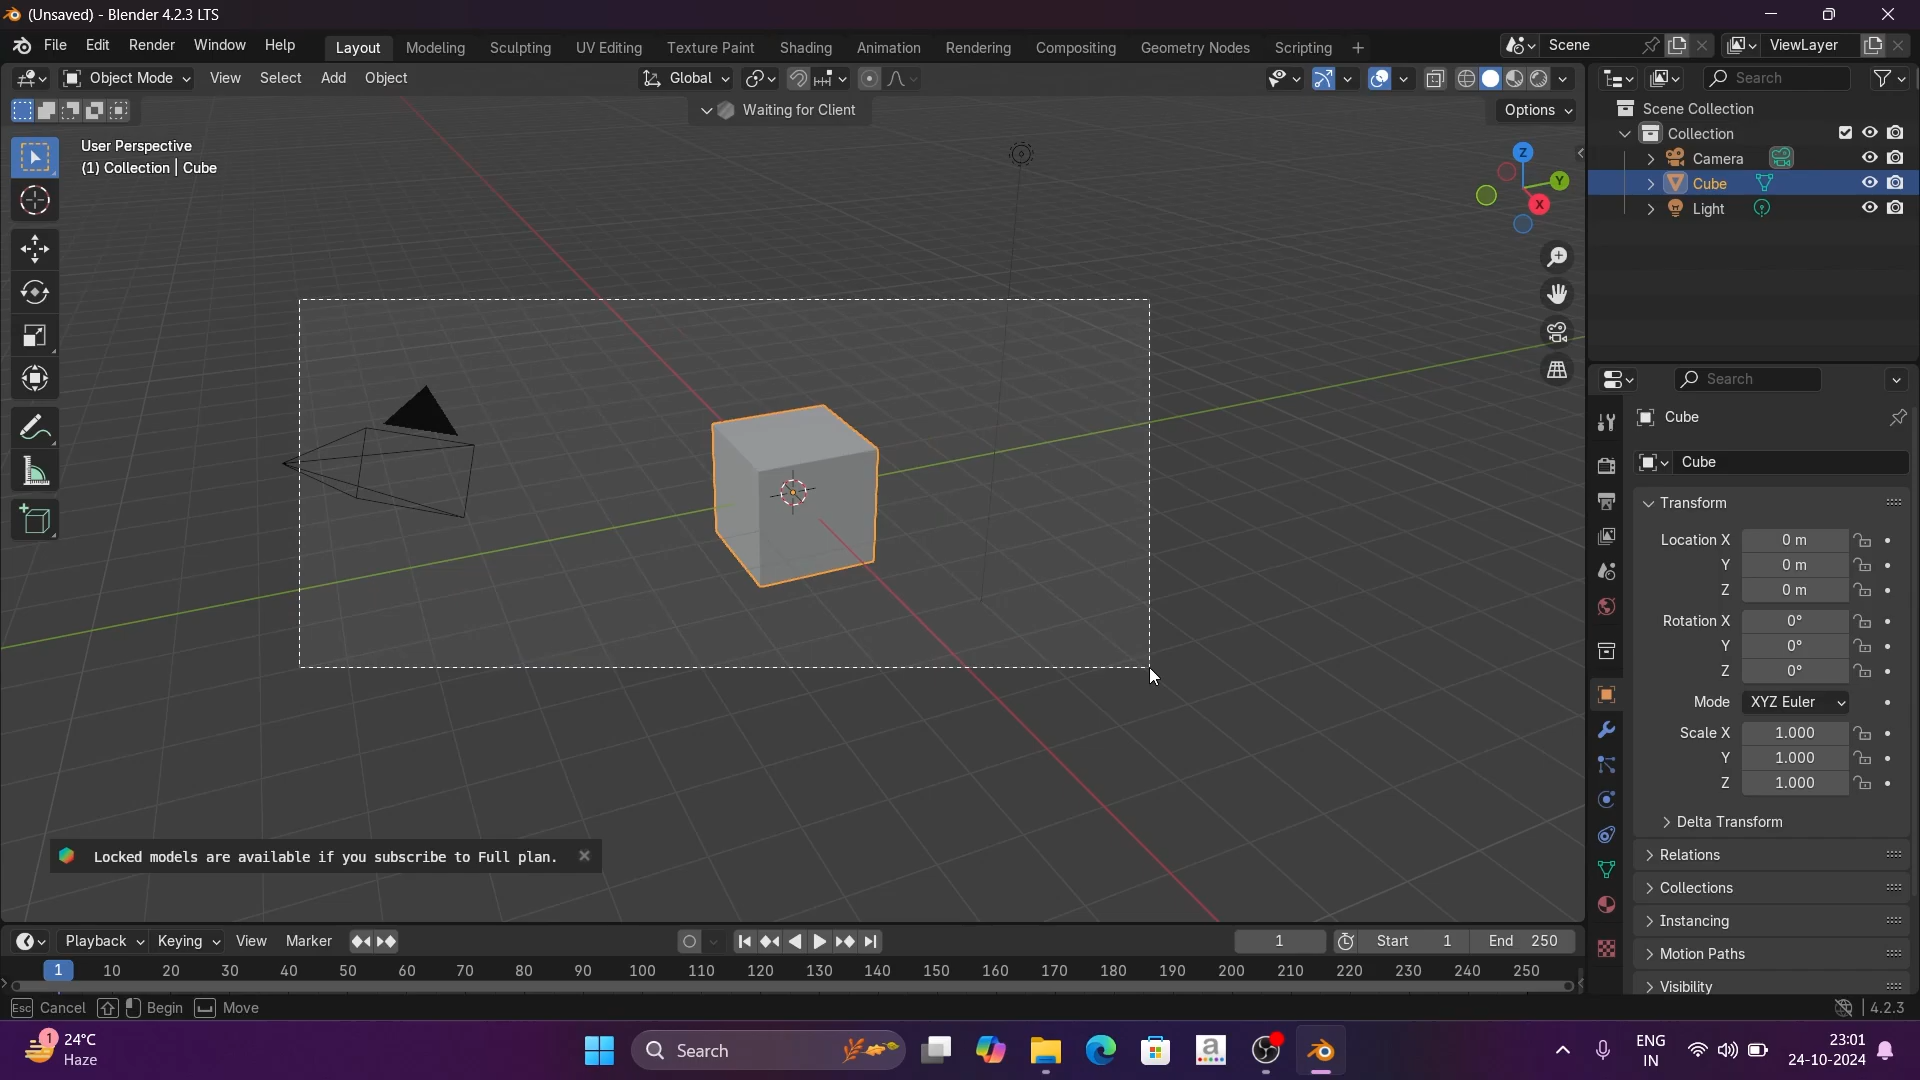 (Unsaved) - Blender 4.2.3 LTS
File Edit Render Window Help Layout Modeling Sculpting UV Editing Texture Paint Shading Animation Rendering Compositing Geometry Nodes Scripting + Scene ViewLayer
Object Mode View Select Add Object Global Search
Waiting for Client Options
User Perspective
(1) Collection | Cube
Z
Y
X
Scene Collection
Collection
Camera
Cube
Light
Search
Cube
Cube
Transform
Location X 0 m
Y 0 m
Z 0 m
Rotation X 0°
Y 0°
Z 0°
Mode XYZ Euler
Scale X 1.000
Y 1.000
Z 1.000
Delta Transform
Relations
Collections
Instancing
Motion Paths
Visibility
Locked models are available if you subscribe to Full plan.
Playback Keying View Marker 1 Start 1 End 250
1 10 20 30 40 50 60 70 80 90 100 110 120 130 140 150 160 170 180 190 200 210 220 230 240 250
Esc Cancel Begin Move 4.2.3
1 24°C
Haze
Search
a
ENG
IN
23:01
24-10-2024